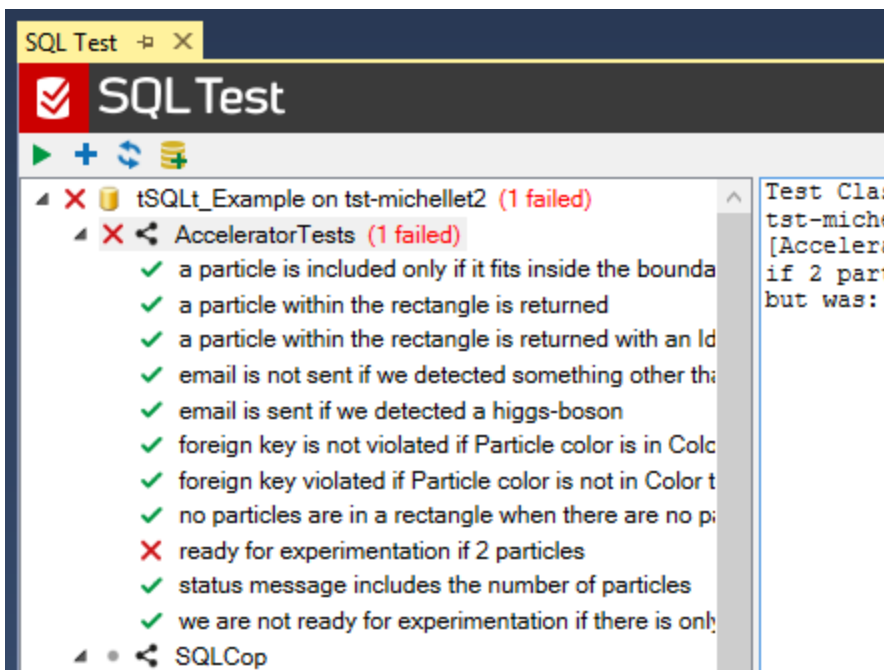 SQL Test
SQL Test
tSQLt_Example on tst-michellet2 (1 failed)
AcceleratorTests (1 failed)
a particle is included only if it fits inside the bounda
a particle within the rectangle is returned
a particle within the rectangle is returned with an Id
email is not sent if we detected something other tha
email is sent if we detected a higgs-boson
foreign key is not violated if Particle color is in Colo
foreign key violated if Particle color is not in Color t
no particles are in a rectangle when there are no pa
ready for experimentation if 2 particles
status message includes the number of particles
we are not ready for experimentation if there is only
SQLCop
Test Clas
tst-miche
[Accelera
if 2 part
but was: